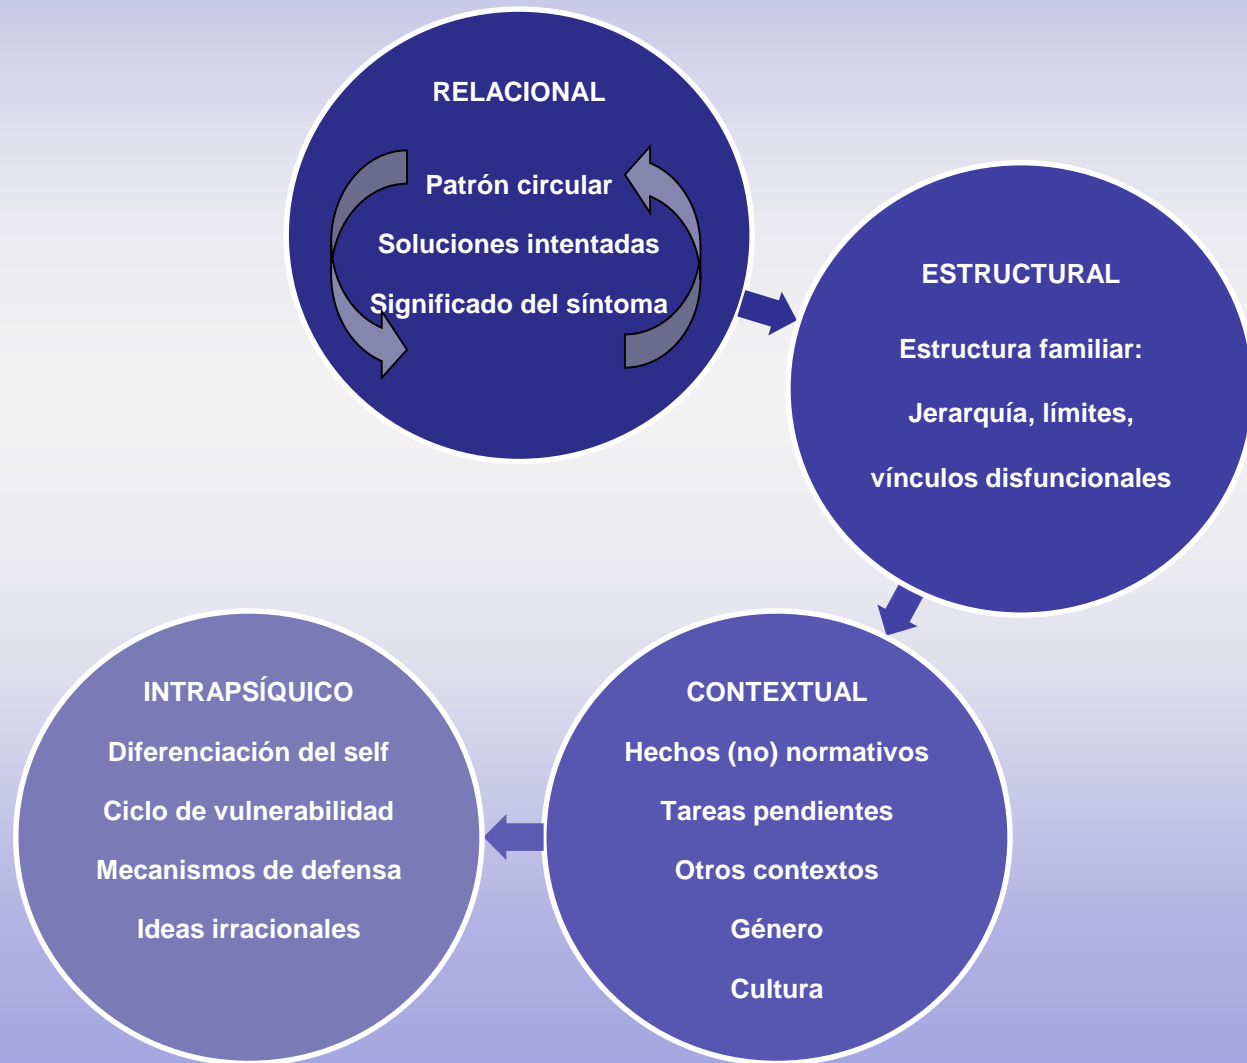 RELACIONAL
Patrón circular
Soluciones intentadas
Significado del síntoma
ESTRUCTURAL
Estructura familiar:
Jerarquía, límites,
vínculos disfuncionales
CONTEXTUAL
Hechos (no) normativos
Tareas pendientes
Otros contextos
Género
Cultura
INTRAPSÍQUICO
Diferenciación del self
Ciclo de vulnerabilidad
Mecanismos de defensa
Ideas irracionales